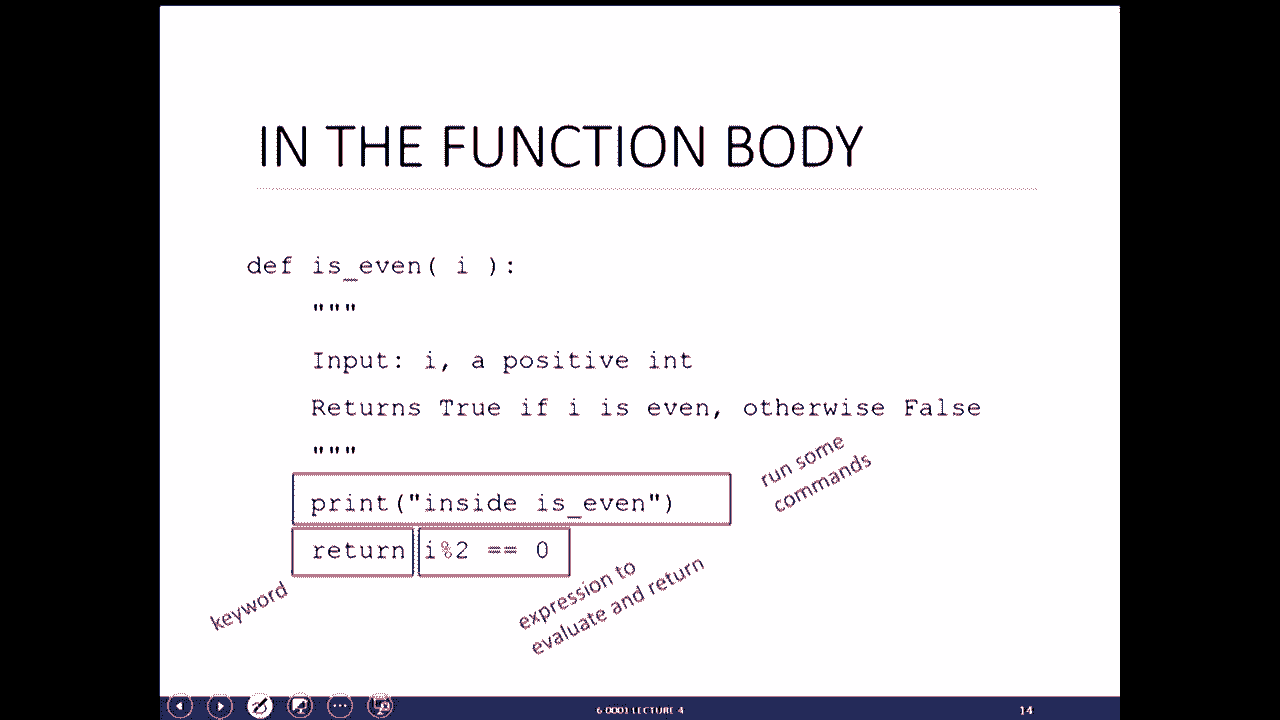 IN THE FUNCTION BODY
def is_even( i ):
"""
Input: i, a positive int
Returns True if i is even, otherwise False
"""
run some
commands
print("inside is_even")
return i%2 == 0
keyword
expression to
evaluate and return
6.0001 LECTURE 4
14